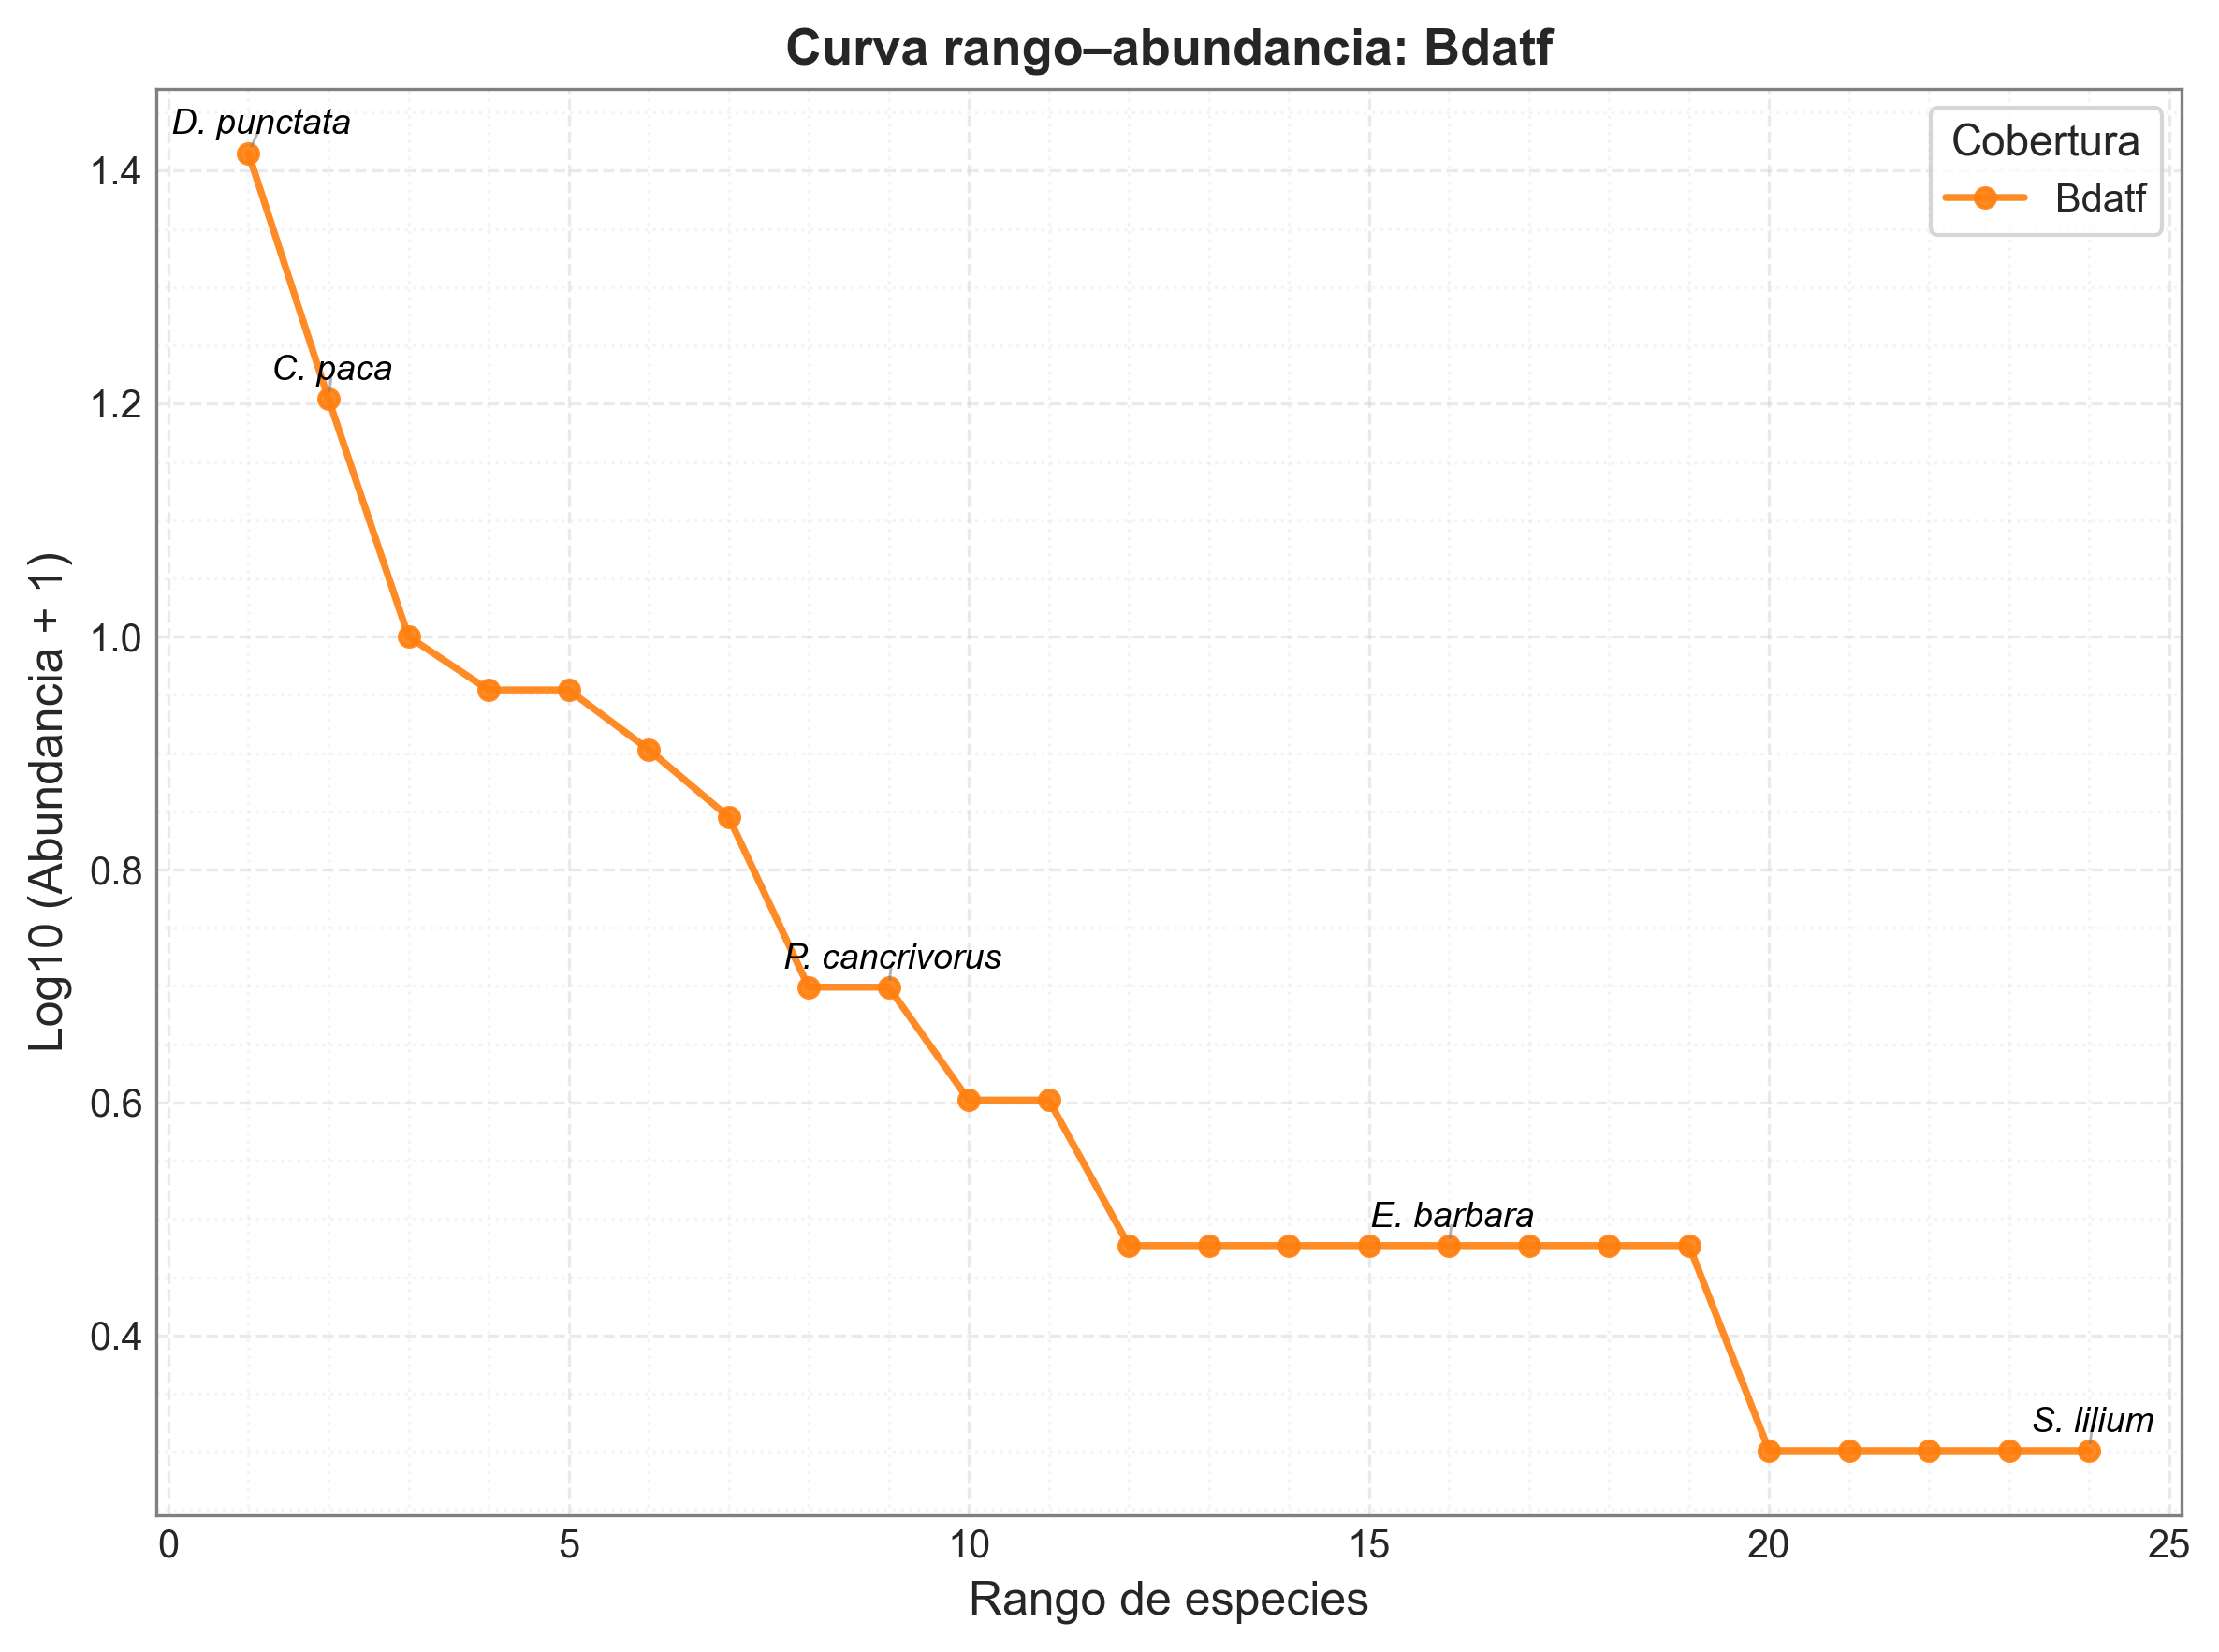 Curva rango–abundancia: Bdatf
D. punctata
Cobertura
Bdatf
C. paca
P. cancrivorus
E. barbara
S. lilium
Log10 (Abundancia + 1)
1.4
1.2
1.0
0.8
0.6
0.4
0
5
10
15
20
25
Rango de especies